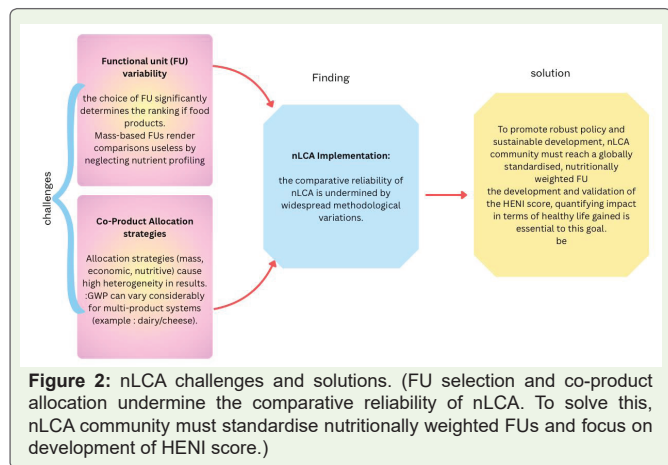 challenges
Functional unit (FU)
variability
the choice of FU significantly
determines the ranking if food
products.
Mass-based FUs render
comparisons useless by
neglecting nutrient profiling
Co-Product Allocation
strategies
Allocation strategies (mass,
economic, nutritive) cause
high heterogeneity in results.
:GWP can vary considerably
for multi-product systems
(example : dairy/cheese).
Finding
nLCA Implementation:
the comparative reliability of
nLCA is undermined by
widespread methodological
variations.
solution
To promote robust policy and
sustainable development, nLCA
community must reach a globally
standardised, nutritionally
weighted FU
the development and validation of
the HENI score, quantifying impact
in terms of healthy life gained is
essential to this goal.
be
Figure 2: nLCA challenges and solutions. (FU selection and co-product
allocation undermine the comparative reliability of nLCA. To solve this,
nLCA community must standardise nutritionally weighted FUs and focus on
development of HENI score.)